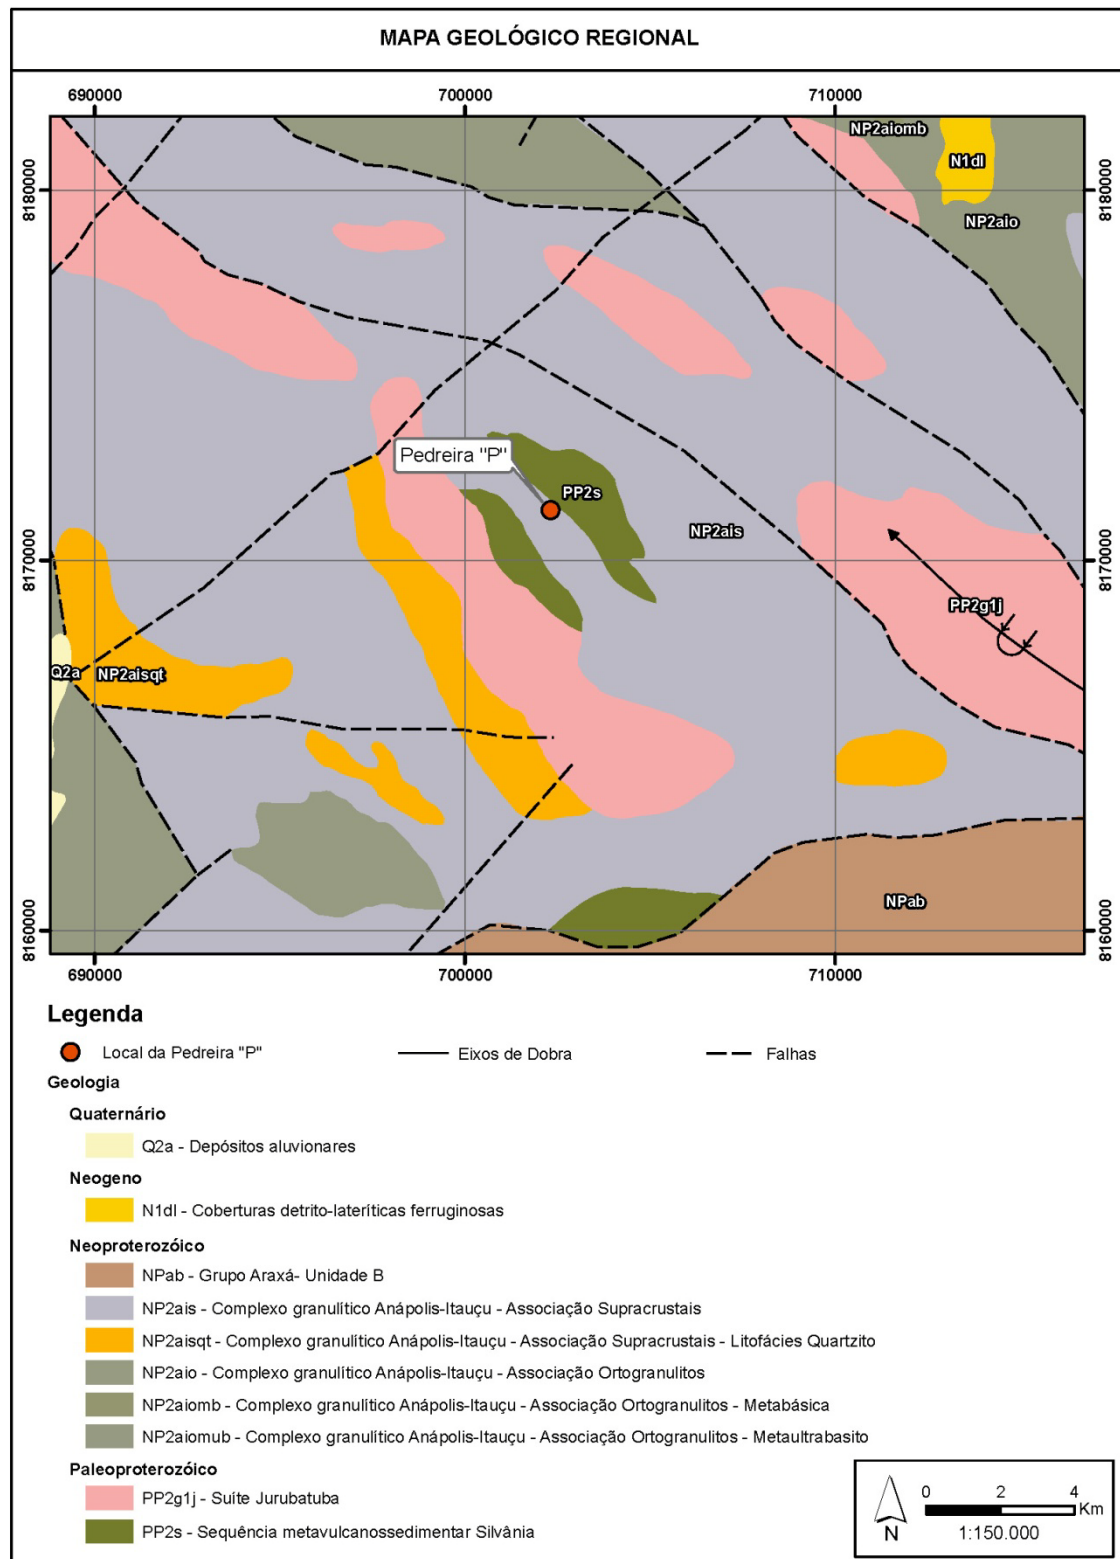 MAPA GEOLÓGICO REGIONAL
690000 700000 710000
NP2aiomb
N1dl
8180000 8180000
NP2aio
Pedreira "P"
PP2s
NP2ais
8170000 8170000
PP2g1j
Q2a NP2aisqt
NPab
8160000 8160000
690000 700000 710000
Legenda
Local da Pedreira "P" Eixos de Dobra Falhas
Geologia
Quaternário
Q2a - Depósitos aluvionares
Neogeno
N1dl - Coberturas detrito-lateríticas ferruginosas
Neoproterozóico
NPab - Grupo Araxá- Unidade B
NP2ais - Complexo granulítico Anápolis-Itauçu - Associação Supracrustais
NP2aisqt - Complexo granulítico Anápolis-Itauçu - Associação Supracrustais - Litofácies Quartzito
NP2aio - Complexo granulítico Anápolis-Itauçu - Associação Ortogranulitos
NP2aiomb - Complexo granulítico Anápolis-Itauçu - Associação Ortogranulitos - Metabásica
NP2aiomub - Complexo granulítico Anápolis-Itauçu - Associação Ortogranulitos - Metaultrabasito
Paleoproterozóico
PP2g1j - Suíte Jurubatuba
PP2s - Sequência metavulcanossedimentar Silvânia
0 2 4
Km
N 1:150.000